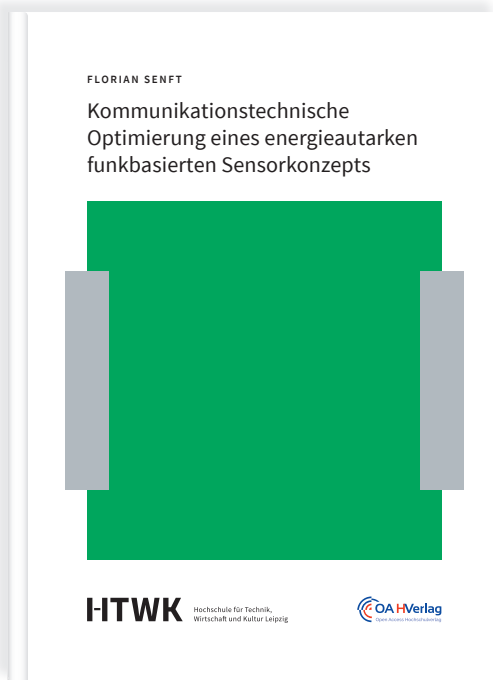 FLORIAN SENFT
Kommunikationstechnische
Optimierung eines energieautarken
funkbasierten Sensorkonzepts
HTWK
Hochschule für Technik,
Wirtschaft und Kultur Leipzig
OA HVerlag
Open Access Hochschulverlag